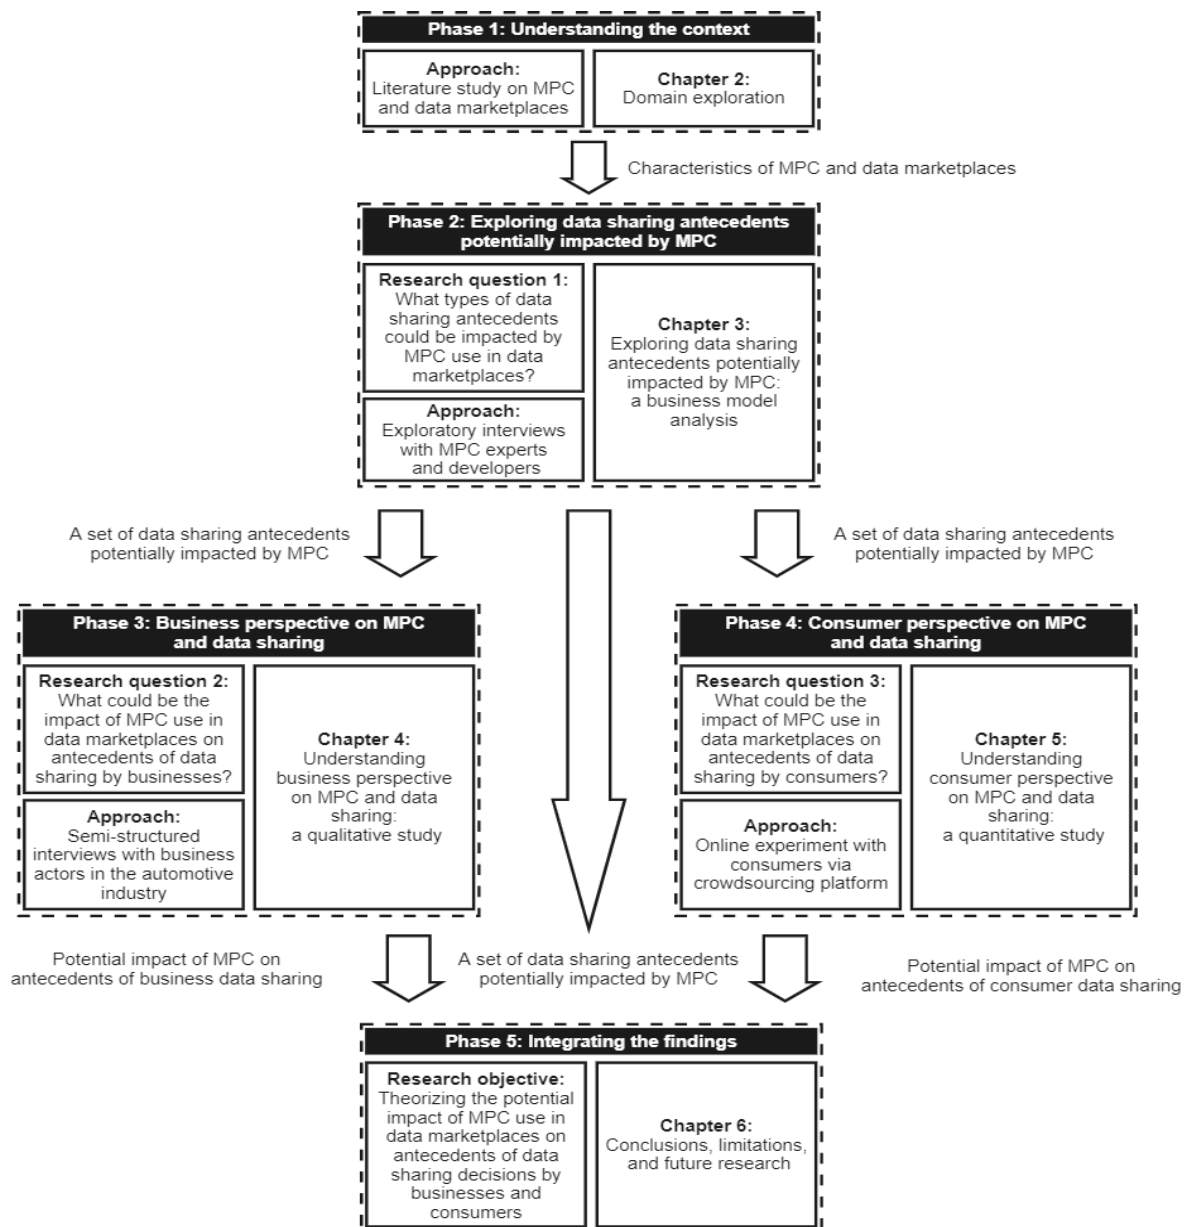 Phase 1: Understanding the context
Approach:
Literature study on MPC
and data marketplaces
Chapter 2:
Domain exploration
Characteristics of MPC and data marketplaces
Phase 2: Exploring data sharing antecedents
potentially impacted by MPC
Research question 1:
What types of data
sharing antecedents
could be impacted by
MPC use in data
marketplaces?
Approach:
Exploratory interviews
with MPC experts
and developers
Chapter 3:
Exploring data sharing
antecedents potentially
impacted by MPC:
a business model
analysis
A set of data sharing antecedents
potentially impacted by MPC
A set of data sharing antecedents
potentially impacted by MPC
Phase 3: Business perspective on MPC
and data sharing
Research question 2:
What could be the
impact of MPC use in
data marketplaces on
antecedents of data
sharing by businesses?
Approach:
Semi-structured
interviews with business
actors in the automotive
industry
Chapter 4:
Understanding
business perspective
on MPC and data
sharing:
a qualitative study
Phase 4: Consumer perspective on MPC
and data sharing
Research question 3:
What could be the
impact of MPC use in
data marketplaces on
antecedents of data
sharing by consumers?
Approach:
Online experiment with
consumers via
crowdsourcing platform
Chapter 5:
Understanding
consumer perspective
on MPC and data
sharing:
a quantitative study
Potential impact of MPC on
antecedents of business data sharing
A set of data sharing antecedents
potentially impacted by MPC
Potential impact of MPC on
antecedents of consumer data sharing
Phase 5: Integrating the findings
Research objective:
Theorizing the potential
impact of MPC use in
data marketplaces on
antecedents of data
sharing decisions by
businesses and
consumers
Chapter 6:
Conclusions, limitations,
and future research